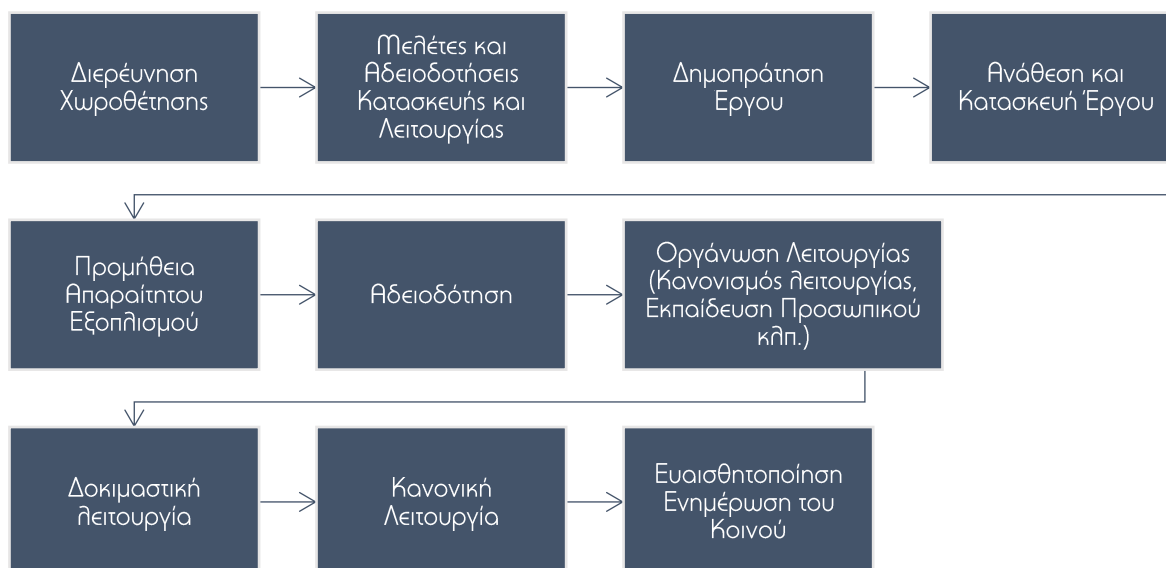 Διερέυνηση
Χωροθέτησης
Μελέτες και
Αδειοδοτήσεις
Κατασκευής και
Λειτουργίας
Δημοπράτηση
Εργου
Ανάθεση και
Κατασκευή Έργου
Προμήθεια
Απαραίτητου
Εξοπλισμού
Αδειοδότηση
Οργάνωση Λειτουργίας
(Κανονισμός λειτουργίας,
Εκπαίδευση Προσωπικού
κλπ.)
Δοκιμαστική
λειτουργία
Κανονική
Λειτουργία
Ευαισθητοποίηση
Ενημέρωση του
Κοινού